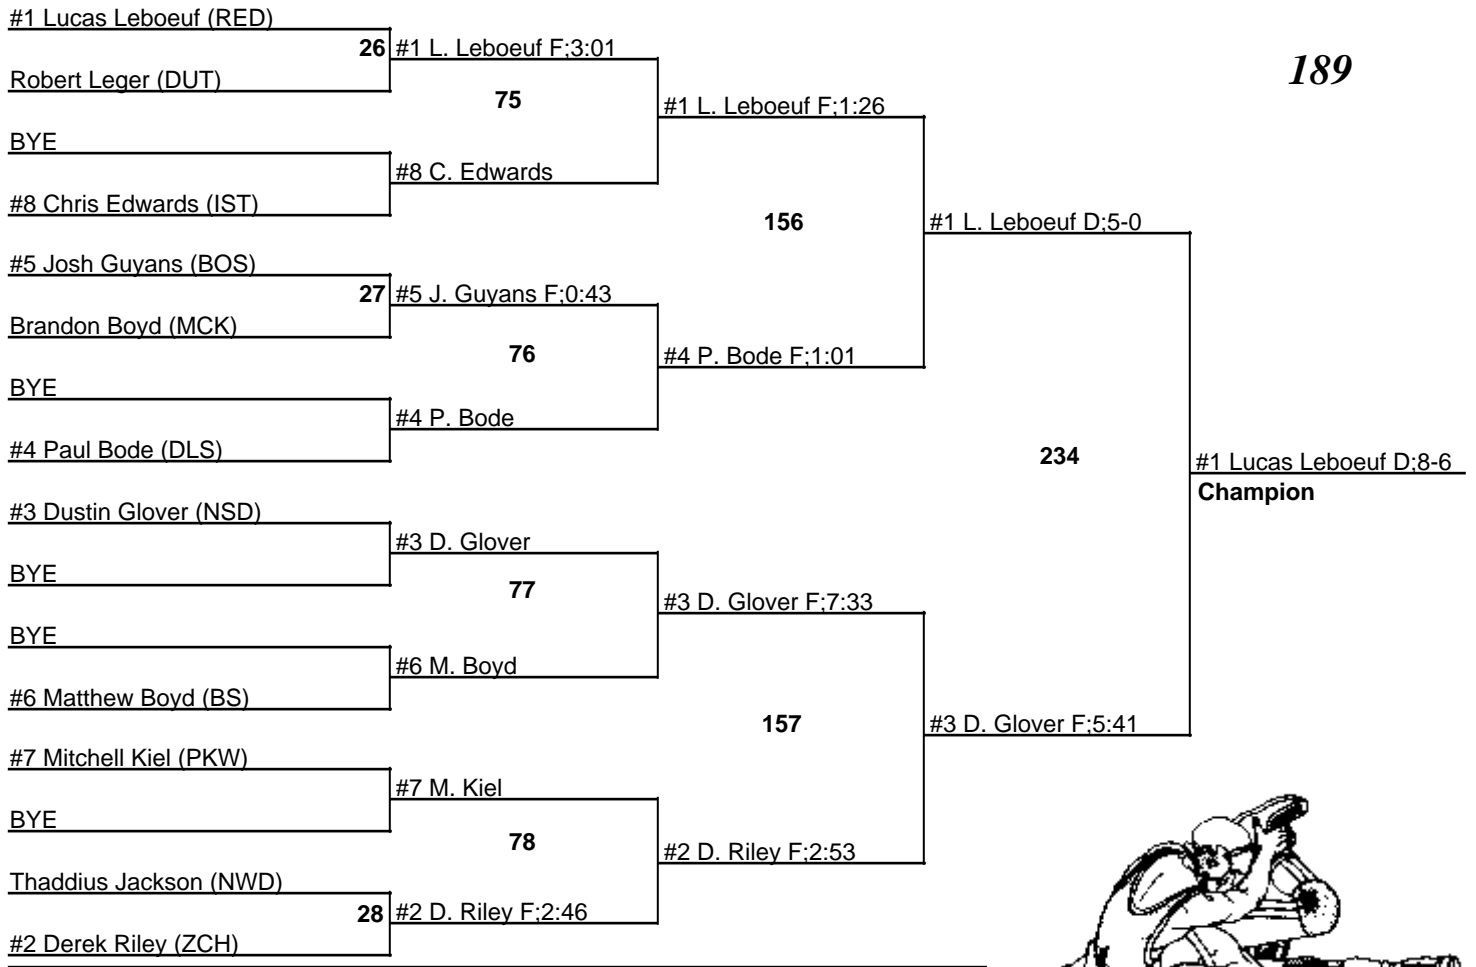 #1 Lucas Leboeuf (RED)
26 #1 L. Leboeuf F;3:01
189
Robert Leger (DUT)
75
#1 L. Leboeuf F;1:26
BYE
#8 C. Edwards
#8 Chris Edwards (IST)
156
#1 L. Leboeuf D;5-0
#5 Josh Guyans (BOS)
27 #5 J. Guyans F;0:43
Brandon Boyd (MCK)
76
#4 P. Bode F;1:01
BYE
#4 P. Bode
#4 Paul Bode (DLS)
234
#1 Lucas Leboeuf D;8-6
Champion
#3 Dustin Glover (NSD)
#3 D. Glover
BYE
77
#3 D. Glover F;7:33
BYE
#6 M. Boyd
#6 Matthew Boyd (BS)
157
#3 D. Glover F;5:41
#7 Mitchell Kiel (PKW)
#7 M. Kiel
BYE
78
#2 D. Riley F;2:53
Thaddius Jackson (NWD)
28 #2 D. Riley F;2:46
#2 Derek Riley (ZCH)